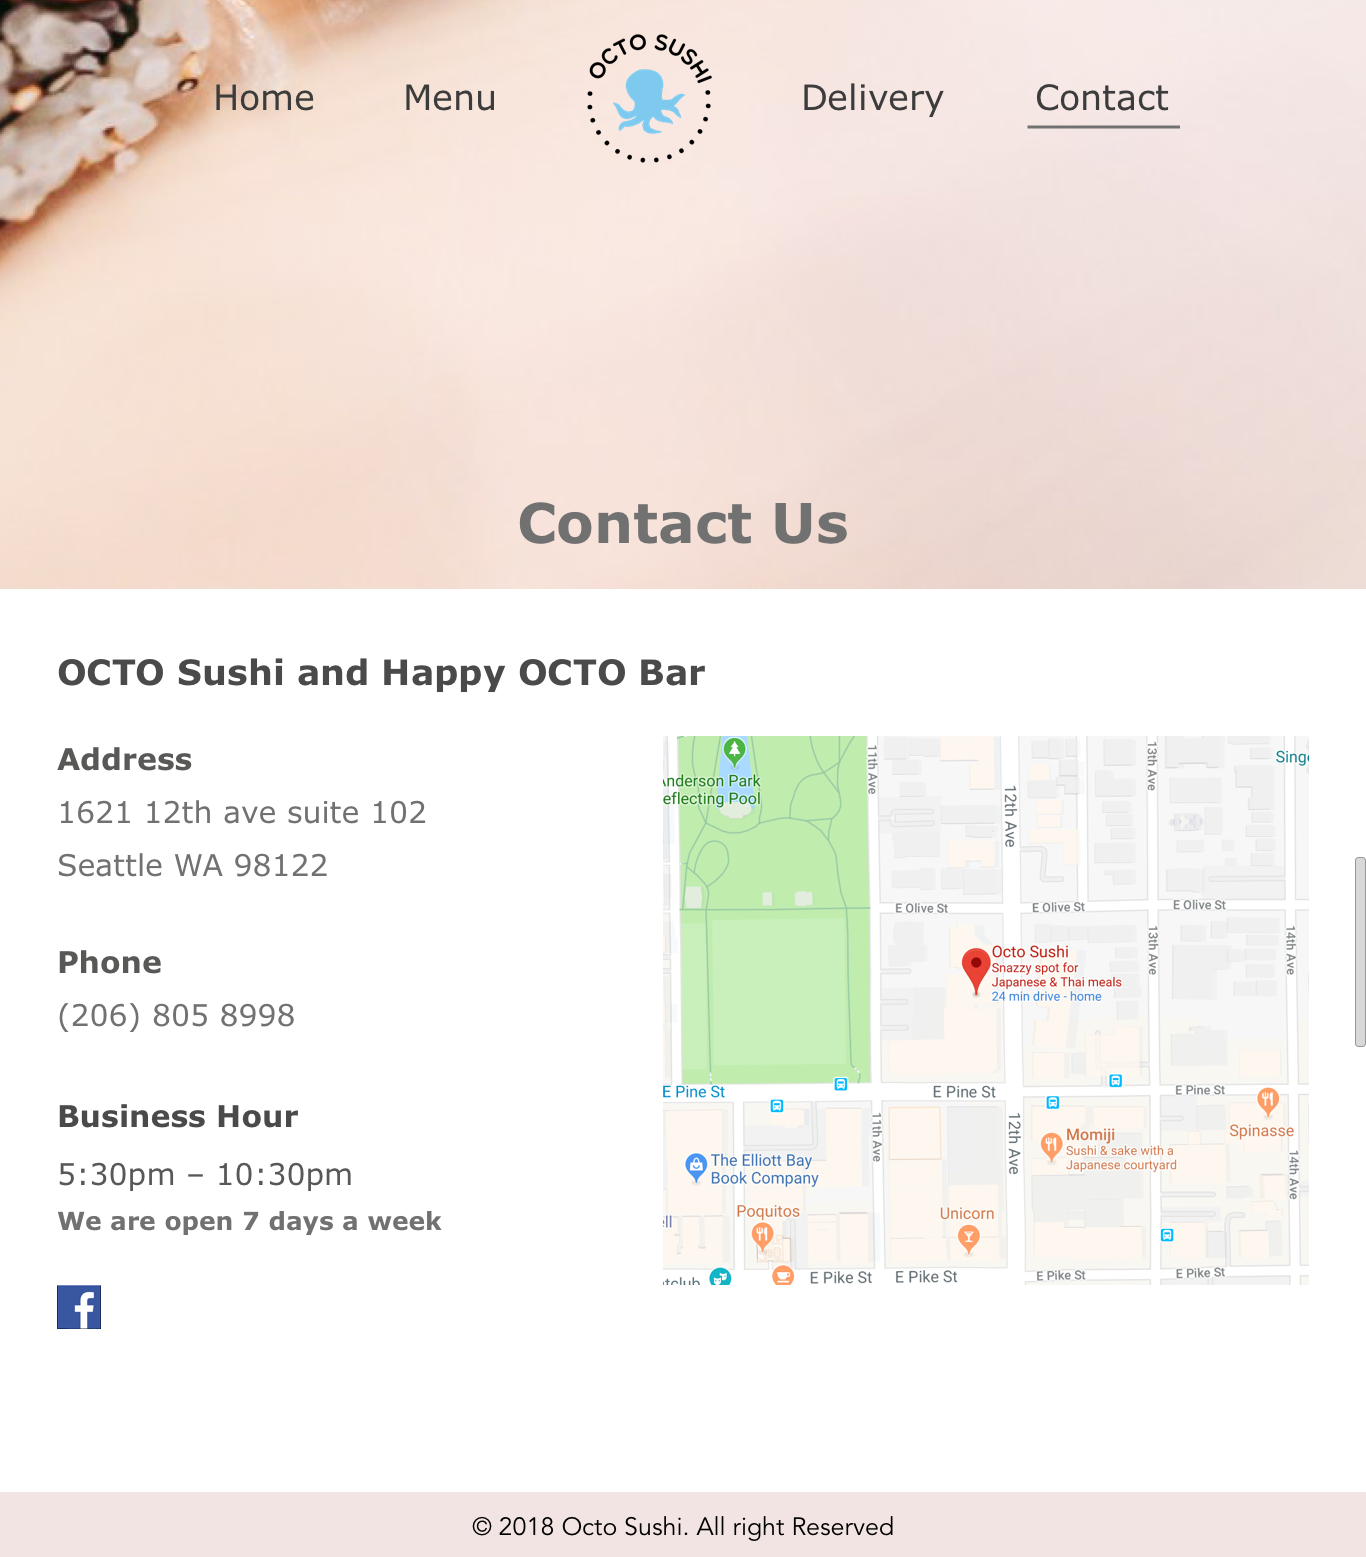 Home
Menu
OCTO SUSHI
Delivery
Contact
Contact Us
OCTO Sushi and Happy OCTO Bar
Address
1621 12th ave suite 102
Seattle WA 98122
Phone
(206) 805 8998
Business Hour
5:30pm – 10:30pm
We are open 7 days a week
Anderson Park
eflecting Pool
11th Ave
12th Ave
13th Ave
E Olive St
E Olive St
E Olive St
13th Ave
14th Ave
Octo Sushi
Snazzy spot for
Japanese & Thai meals
24 min drive - home
E Pine St
E Pine St
E Pine St
11th Ave
12th Ave
14th Ave
Momiji
Sushi & sake with a
Japanese courtyard
Spinasse
The Elliott Bay
Book Company
Poquitos
Unicorn
E Pike St
E Pike St
E Pike St
E Pike St
© 2018 Octo Sushi. All right Reserved